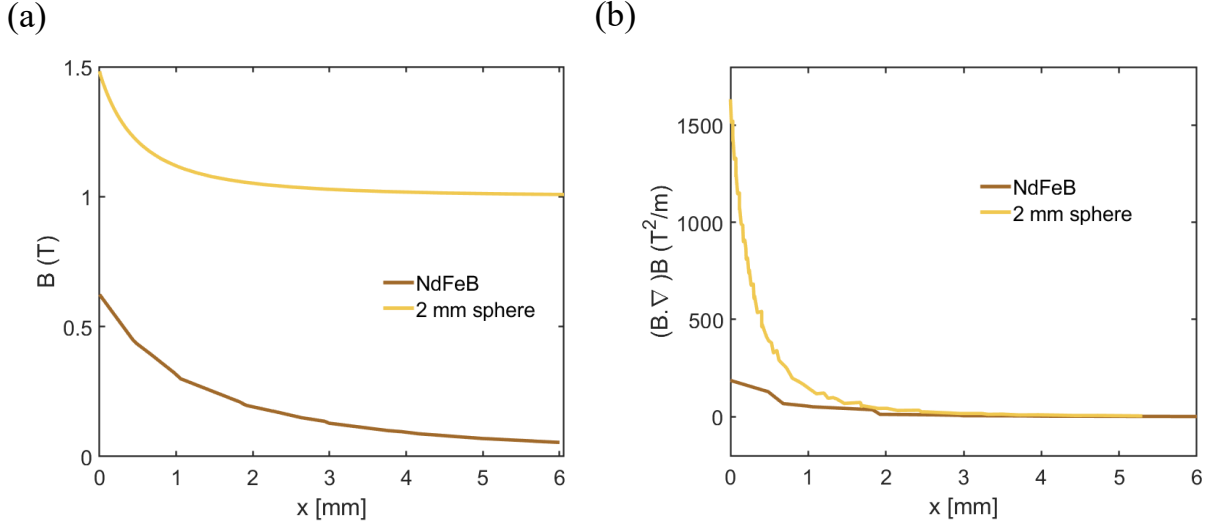 (a)
B (T)
1.5
1
0.5
0
NdFeB
2 mm sphere
0 1 2 3 4 5 6
x [mm]
(b)
(B.∇ )B (T²/m)
1500
1000
500
0
NdFeB
2 mm sphere
0 1 2 3 4 5 6
x [mm]